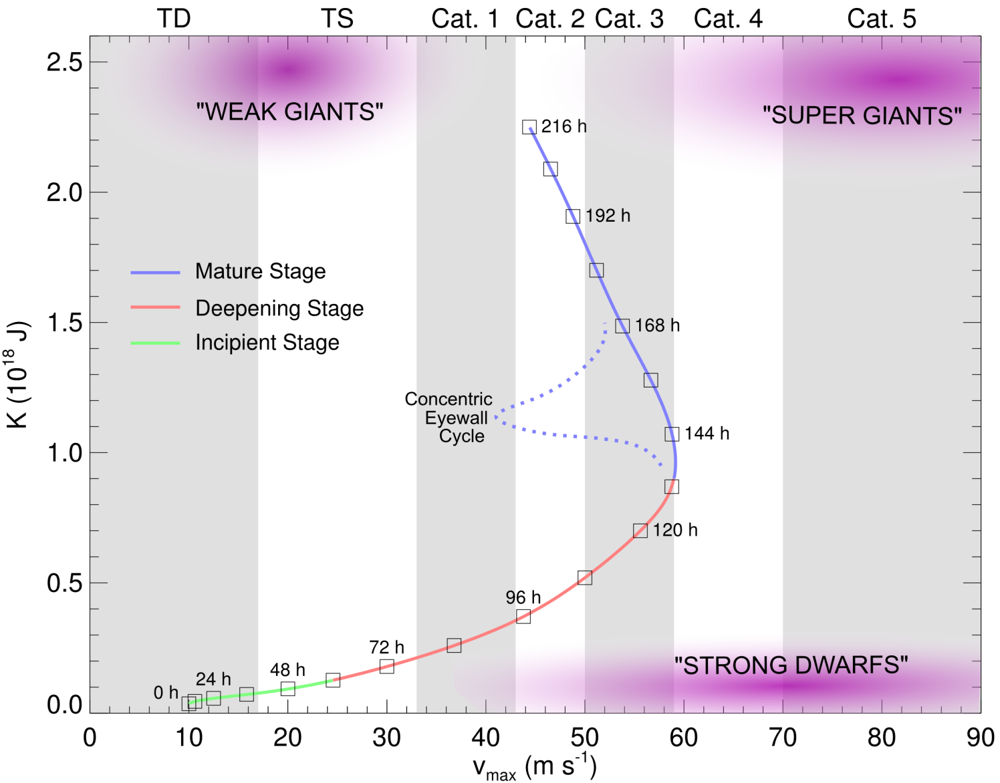 TD TS Cat. 1 Cat. 2 Cat. 3 Cat. 4 Cat. 5
2.5
"WEAK GIANTS"
"SUPER GIANTS"
216 h
2.0
192 h
Mature Stage
Deepening Stage
Incipient Stage
1.5
168 h
K (10¹⁸ J)
Concentric
Eyewall
Cycle
144 h
1.0
120 h
0.5
96 h
72 h
"STRONG DWARFS"
48 h
24 h
0 h
0.0
0 10 20 30 40 50 60 70 80 90
vmax (m s⁻¹)